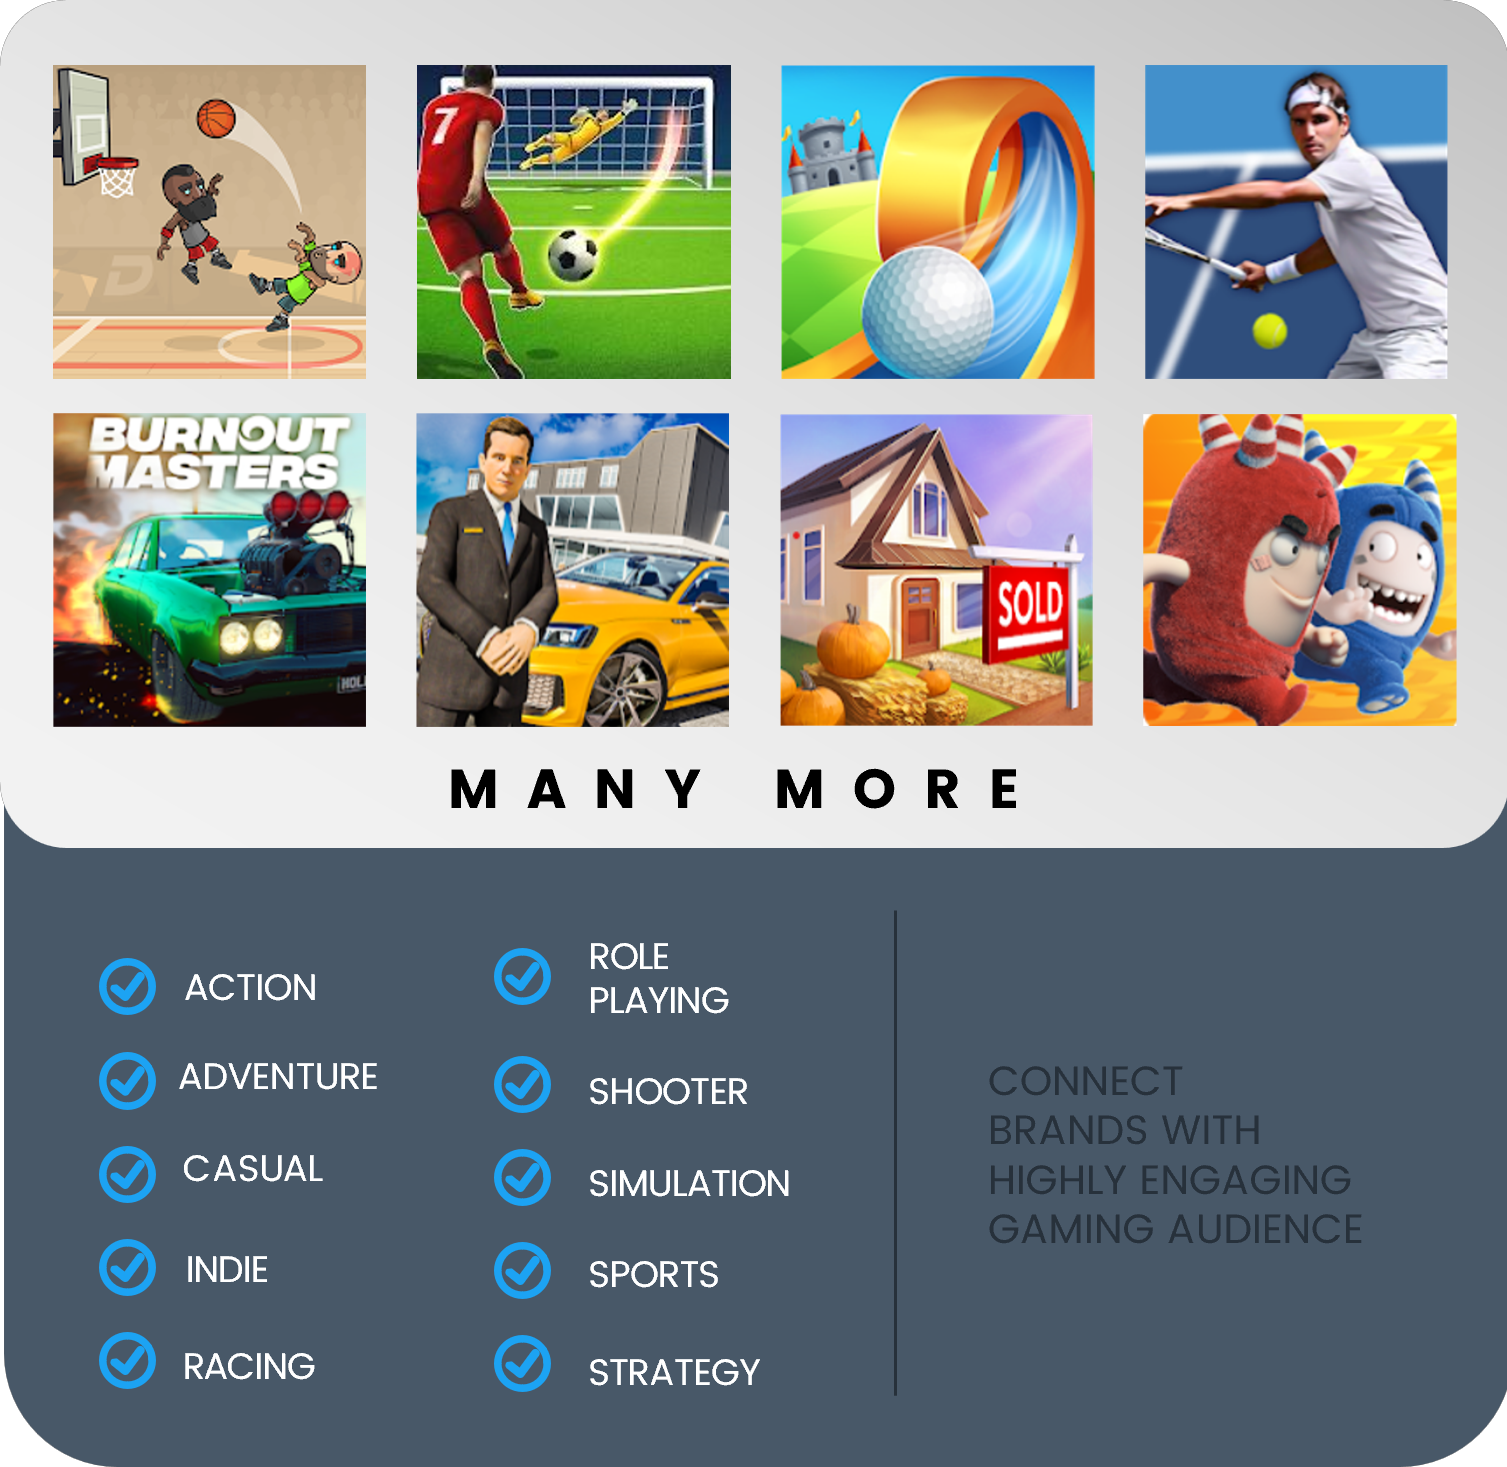 7
D
BURNOUT
MASTERS
SOLD
MANY MORE
ACTION
ADVENTURE
CASUAL
INDIE
RACING
ROLE
PLAYING
SHOOTER
SIMULATION
SPORTS
STRATEGY
CONNECT
BRANDS WITH
HIGHLY ENGAGING
GAMING AUDIENCE